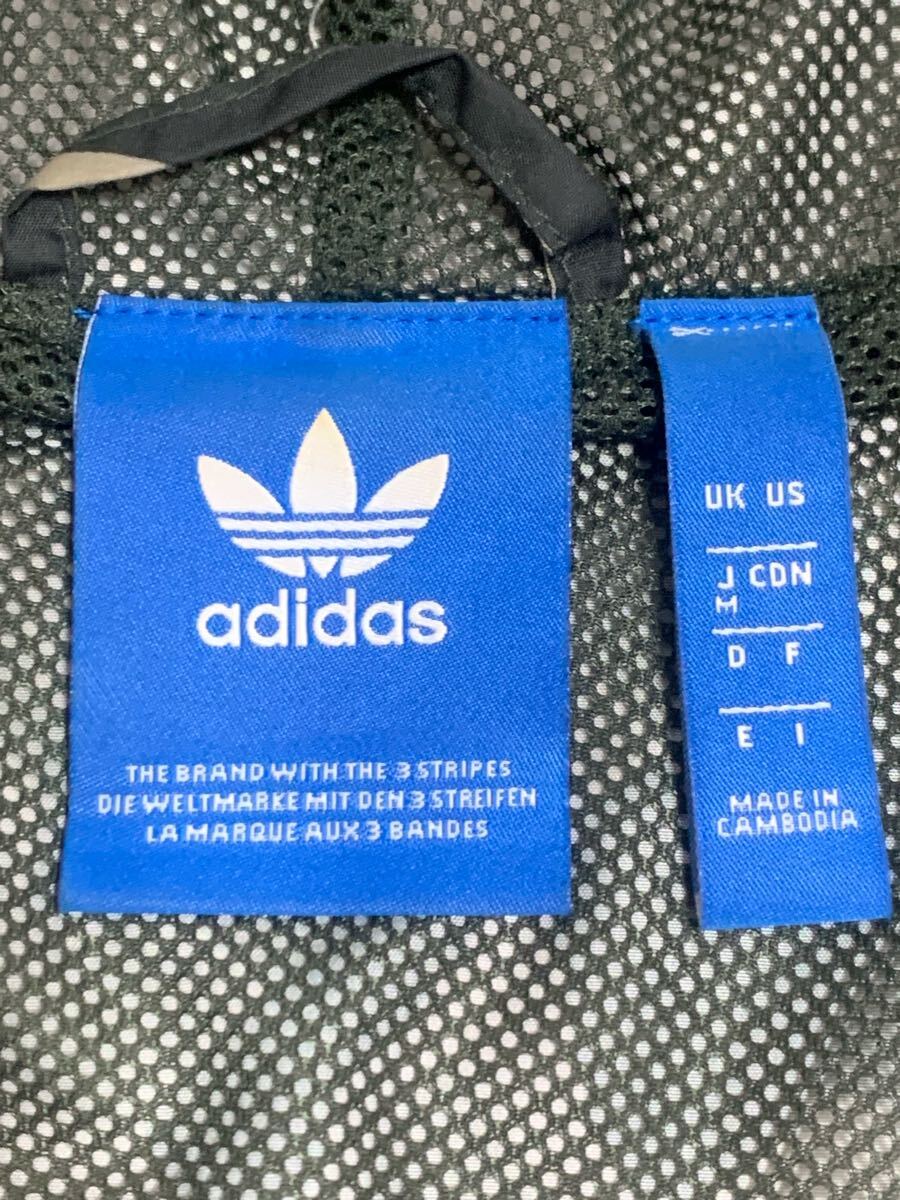 adidas
THE BRAND WITH THE 3 STRIPES
DIE WELTMARKE MIT DEN 3 STREIFEN
LA MARQUE AUX 3 BANDES
UK US
J CDN
M
D F
E I
MADE IN
CAMBODIA